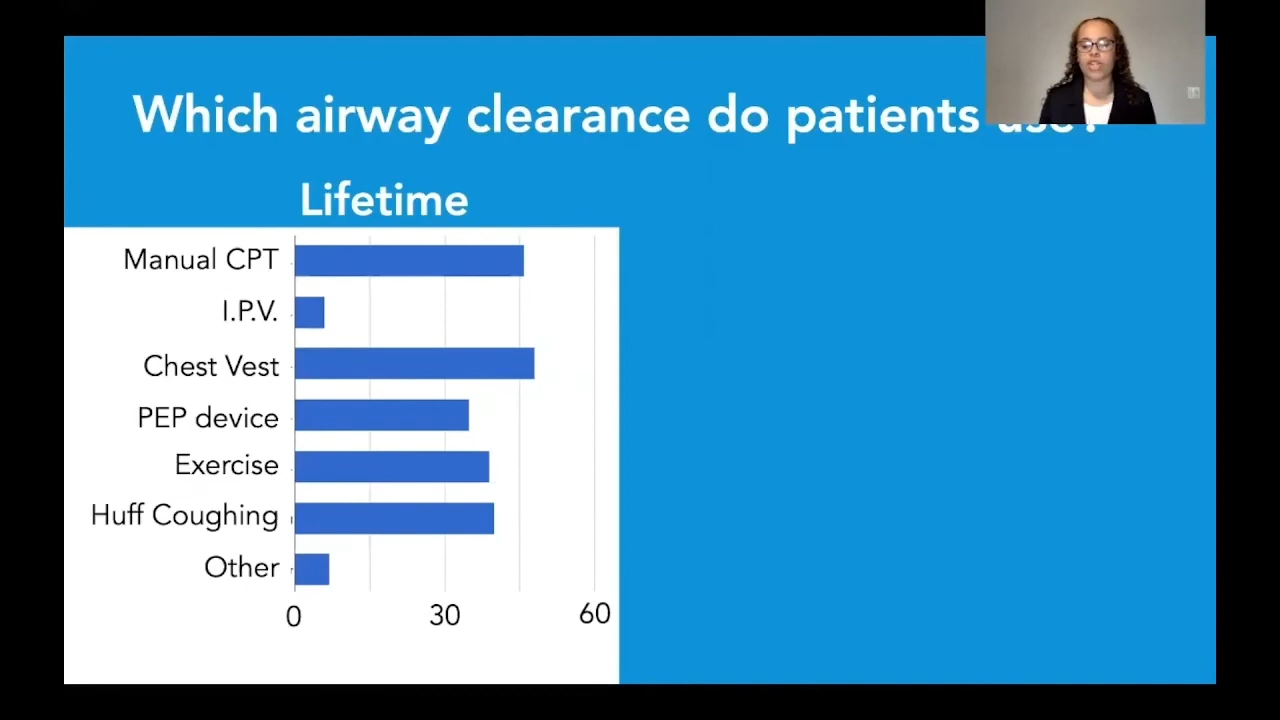 Which airway clearance do patients use?
Lifetime
Manual CPT
I.P.V.
Chest Vest
PEP device
Exercise
Huff Coughing
Other
0 30 60